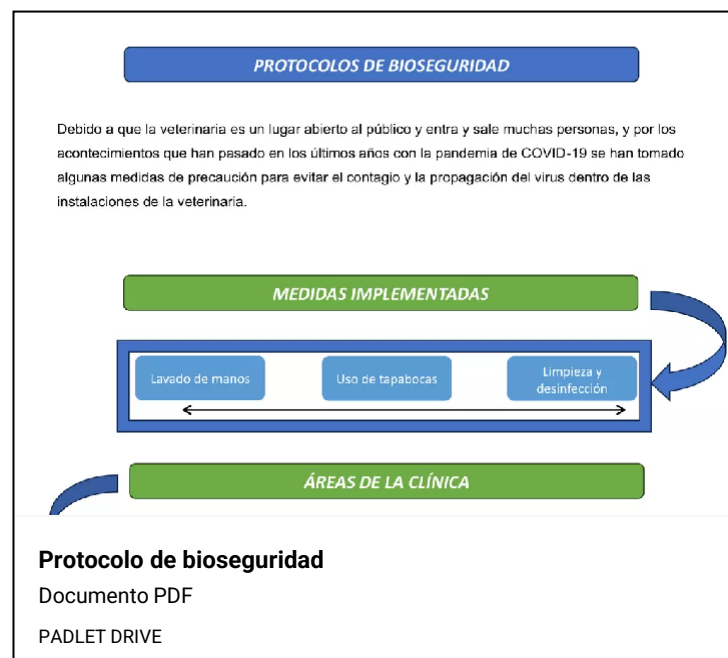 PROTOCOLOS DE BIOSEGURIDAD
Debido a que la veterinaria es un lugar abierto al público y entra y sale muchas personas, y por los
acontecimientos que han pasado en los últimos años con la pandemia de COVID-19 se han tomado
algunas medidas de precaución para evitar el contagio y la propagación del virus dentro de las
instalaciones de la veterinaria.
MEDIDAS IMPLEMENTADAS
Lavado de manos
Uso de tapabocas
Limpieza y
desinfección
ÁREAS DE LA CLÍNICA
Protocolo de bioseguridad
Documento PDF
PADLET DRIVE